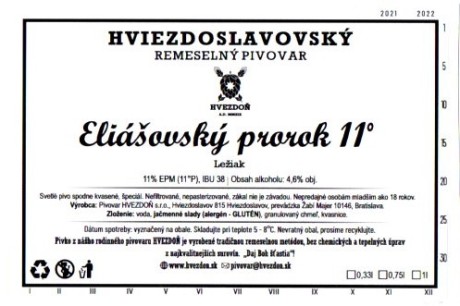 2021 2022
HVIEZDOSLAVOVSKÝ
REMESELNÝ PIVOVAR
HVEZDOŇ
Eliášovský prorok 11°
Ležiak
11% EPM (11°P), IBU 38 | Obsah alkoholu: 4,6% obj.
Svetlé pivo spodne kvasené, špeciál. Nefiltrované, nepasterizované, zákal nie je závadou. Nepredajné osobám mladším ako 18 rokov.
Výrobca: Pivovar HVEZDOŇ s.r.o., Hviezdoslavov 815 Hviezdoslavov, prevádzka Žabí Majer 10146, Bratislava.
Zloženie: voda, jačmenné slady (alergén - GLUTÉN), granulovaný chmeľ, kvasnice.
Dátum spotreby: vyznačený na obale. Skladujte pri teplote 5 - 8°C. Nevratný obal, prosíme recyklujte.
Pivko z nášho rodinného pivovaru HVEZDOŇ je vyrobené tradičnou remeselnou metódou, bez chemických a tepelných úprav
z najkvalitnejších surovín. „Daj Boh šťastia“!
www.hvezdon.sk pivovar@hvezdon.sk
0,33l 0,75l 1l
1
5
10
15
20
25
30
I II III IV V VI VII VIII IX X XI XII